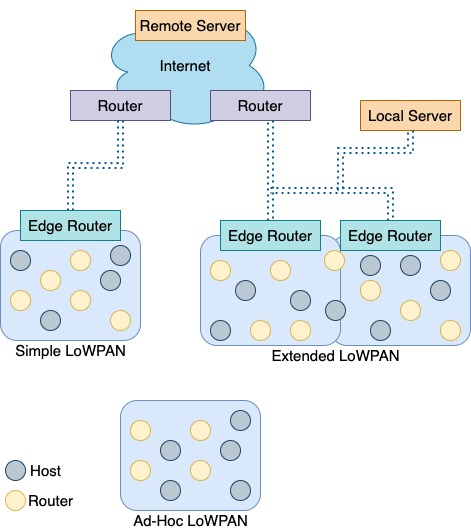 Remote Server
Internet
Router
Router
Local Server
Edge Router
Edge Router
Edge Router
Simple LoWPAN
Extended LoWPAN
Host
Router
Ad-Hoc LoWPAN